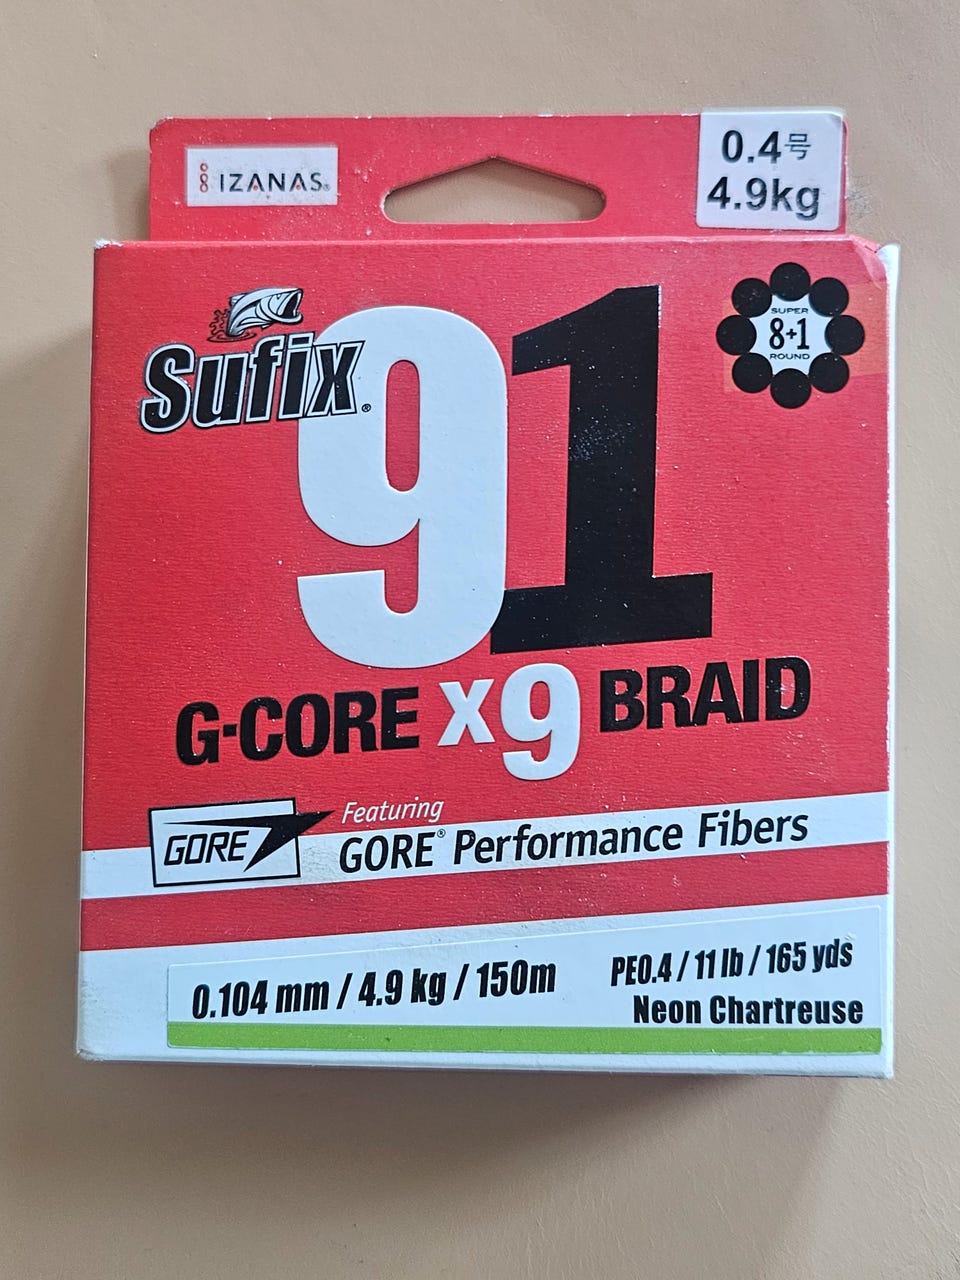 IZANAS®
0.4号
4.9kg
Sufix®
91
SUPER
8+1
ROUND
G-CORE x9 BRAID
GORE
Featuring
GORE® Performance Fibers
0.104 mm / 4.9 kg / 150m
PE0.4 / 11 lb / 165 yds
Neon Chartreuse